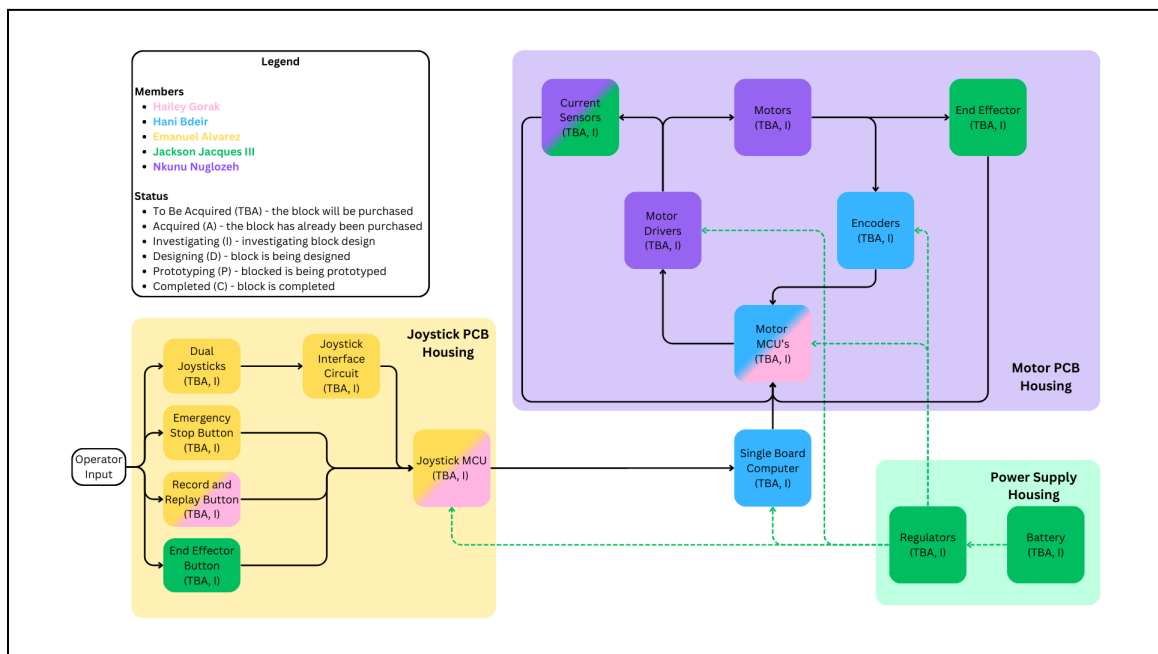 Legend
Members
• Hailey Gorak
• Hani Bdeir
• Emanuel Alvarez
• Jackson Jacques III
• Nkunu Nuglozeh
Status
• To Be Acquired (TBA) - the block will be purchased
• Acquired (A) - the block has already been purchased
• Investigating (I) - investigating block design
• Designing (D) - block is being designed
• Prototyping (P) - blocked is being prototyped
• Completed (C) - block is completed
Current
Sensors
(TBA, I)
Motors
(TBA, I)
End Effector
(TBA, I)
Motor
Drivers
(TBA, I)
Encoders
(TBA, I)
Motor
MCU's
(TBA, I)
Motor PCB
Housing
Joystick PCB
Housing
Dual
Joysticks
(TBA, I)
Joystick
Interface
Circuit
(TBA, I)
Emergency
Stop Button
(TBA, I)
Operator
Input
Record and
Replay Button
(TBA, I)
End Effector
Button
(TBA, I)
Joystick MCU
(TBA, I)
Single Board
Computer
(TBA, I)
Power Supply
Housing
Regulators
(TBA, I)
Battery
(TBA, I)